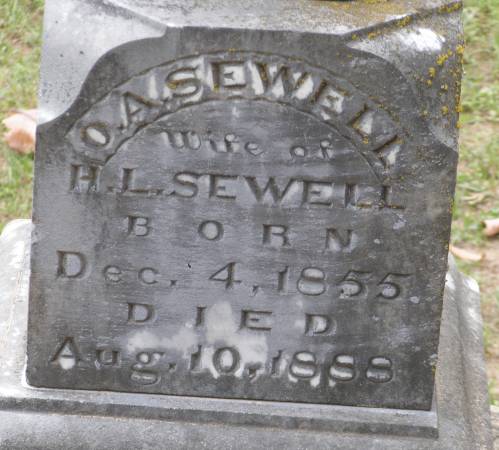 O.A.SEWELL
Wife of
H.L.SEWELL
BORN
Dec. 4, 1855
DIED
Aug. 10, 1888